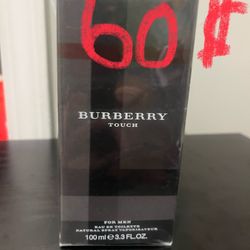 60$
BURBERRY
TOUCH
FOR MEN
EAU DE TOILETTE
NATURAL SPRAY VAPORISATEUR
100 ml ℮ 3.3 FL.OZ.